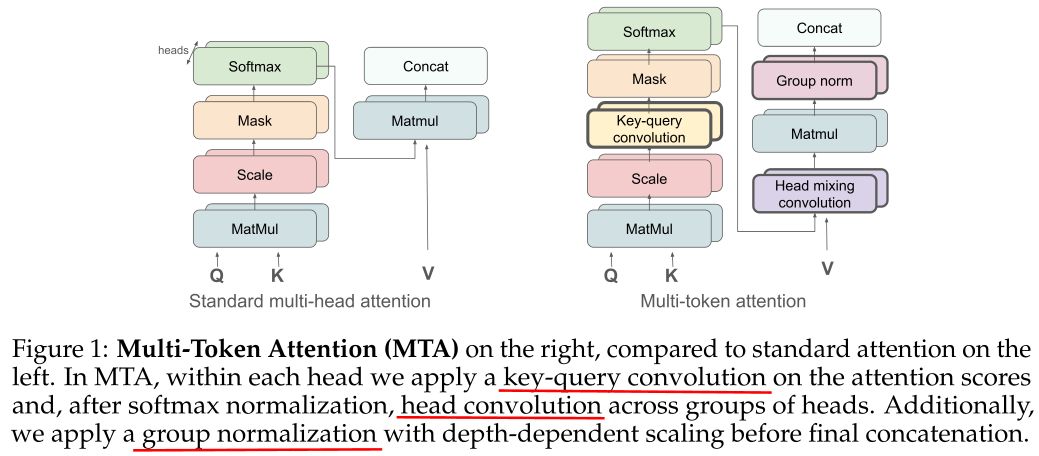 heads
Softmax
Mask
Scale
MatMul
Q
K
Concat
Matmul
V
Standard multi-head attention
Softmax
Mask
Key-query
convolution
Scale
MatMul
Q
K
Concat
Group norm
Matmul
Head mixing
convolution
V
Multi-token attention
Figure 1: Multi-Token Attention (MTA) on the right, compared to standard attention on the
left. In MTA, within each head we apply a key-query convolution on the attention scores
and, after softmax normalization, head convolution across groups of heads. Additionally,
we apply a group normalization with depth-dependent scaling before final concatenation.